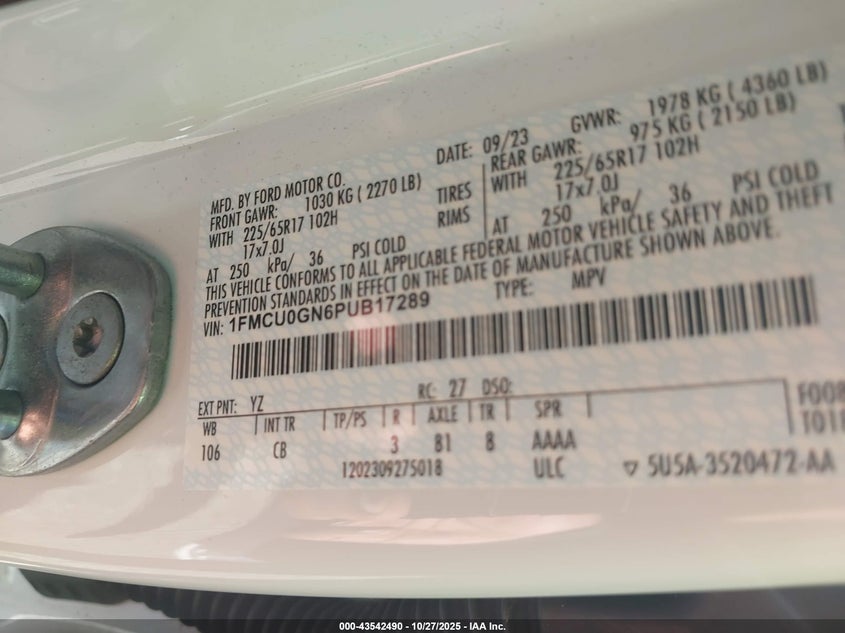 MFD. BY FORD MOTOR CO.
DATE: 09/23
GVWR: 1978 KG ( 4360 LB)
FRONT GAWR: 1030 KG ( 2270 LB)
REAR GAWR: 975 KG ( 2150 LB)
WITH 225/65R17 102H TIRES
WITH 225/65R17 102H
17x7.0J RIMS
17x7.0J
AT 250 kPa/ 36 PSI COLD
AT 250 kPa/ 36 PSI COLD
THIS VEHICLE CONFORMS TO ALL APPLICABLE FEDERAL MOTOR VEHICLE SAFETY AND THEFT
PREVENTION STANDARDS IN EFFECT ON THE DATE OF MANUFACTURE SHOWN ABOVE.
VIN: 1FMCU0GN6PUB17289
TYPE: MPV
EXT PNT: YZ RC: 27 DSO:
WB INT TR TP/PS R AXLE TR SPR
106 CB 3 81 8 AAAA
1202309275018 ULC 5U5A-3520472-AA
000-43542490 - 10/27/2025 - IAA Inc.